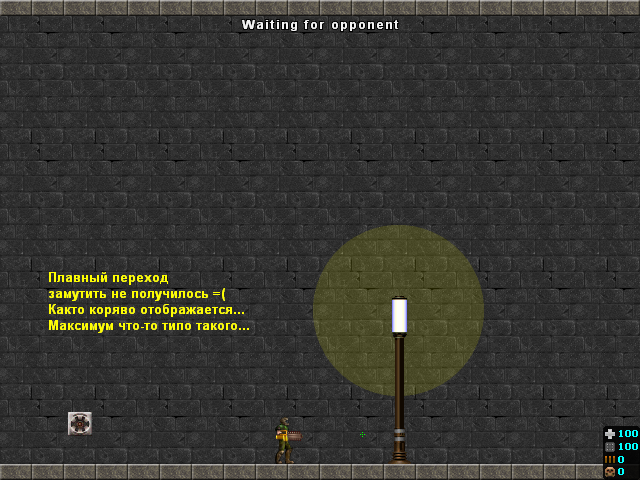 Waiting for opponent
Плавный переход
замутить не получилось =(
Както коряво отображается...
Максимум что-то типо такого...
100
100
0
0